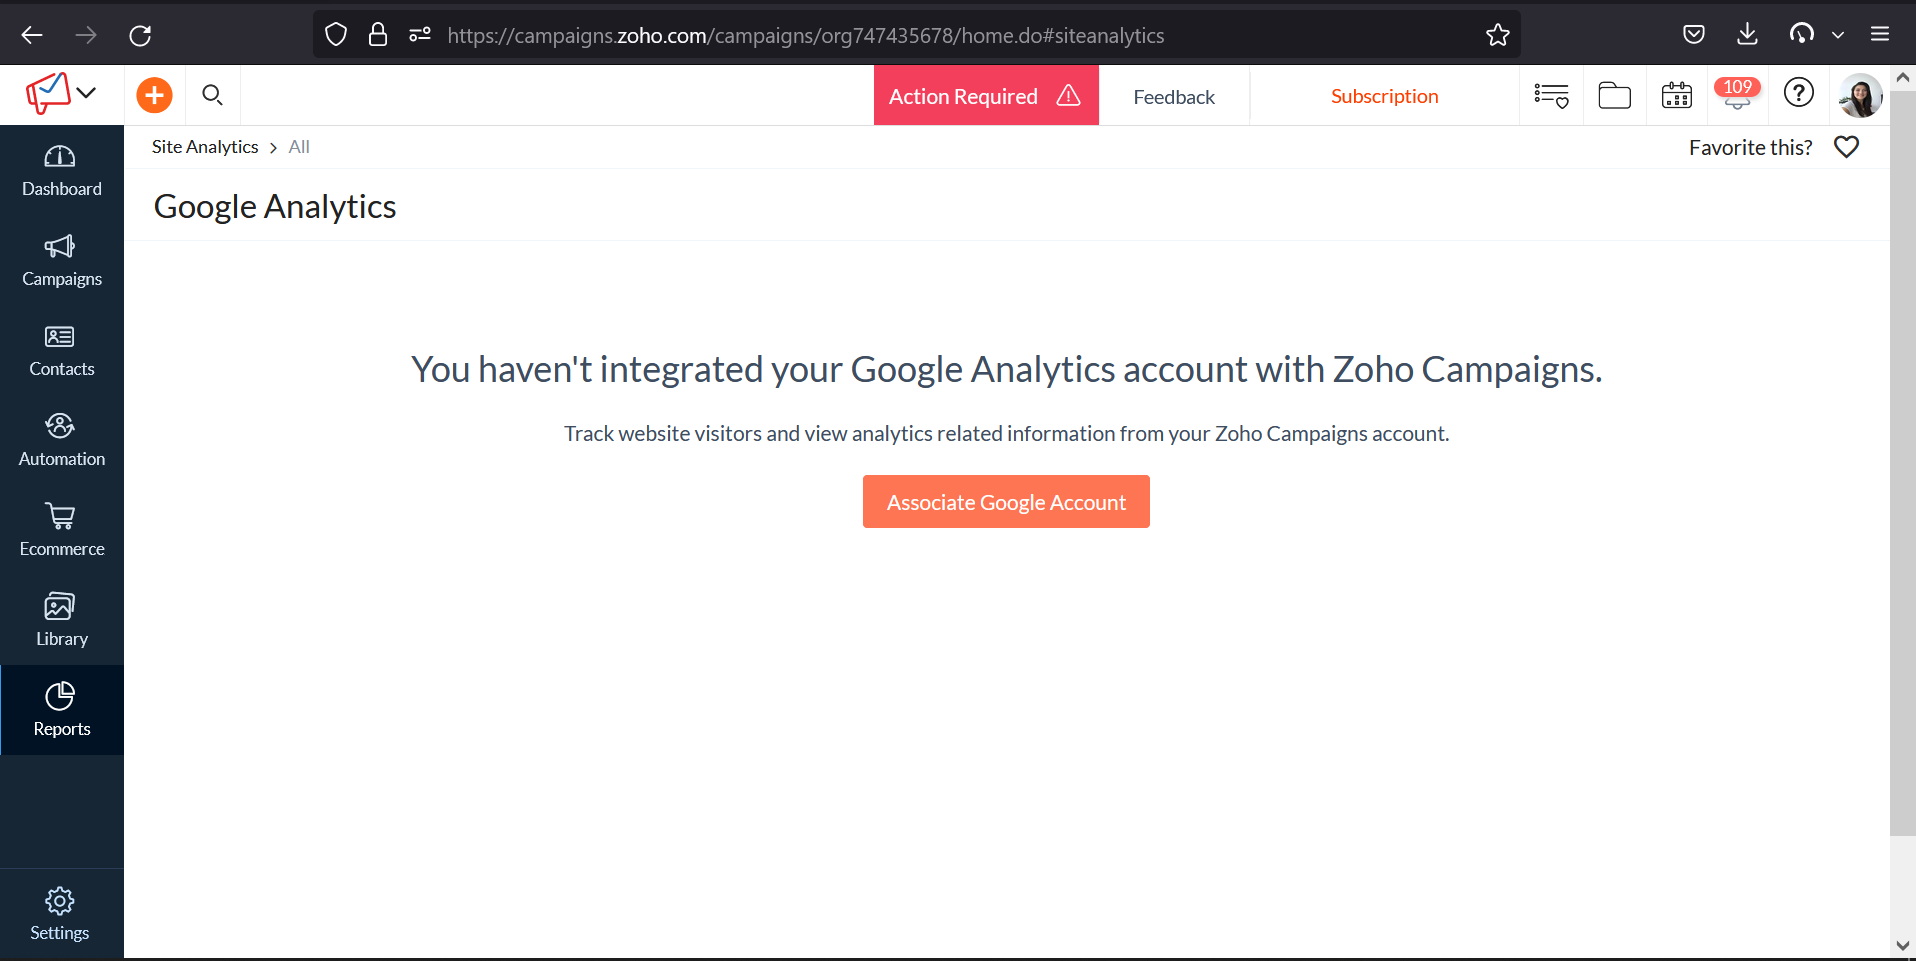 https://campaigns.zoho.com/campaigns/org747435678/home.do#siteanalytics
Action Required
Feedback
Subscription
109
Site Analytics > All
Favorite this?
Google Analytics
Dashboard
Campaigns
Contacts
Automation
Ecommerce
Library
Reports
Settings
You haven't integrated your Google Analytics account with Zoho Campaigns.
Track website visitors and view analytics related information from your Zoho Campaigns account.
Associate Google Account